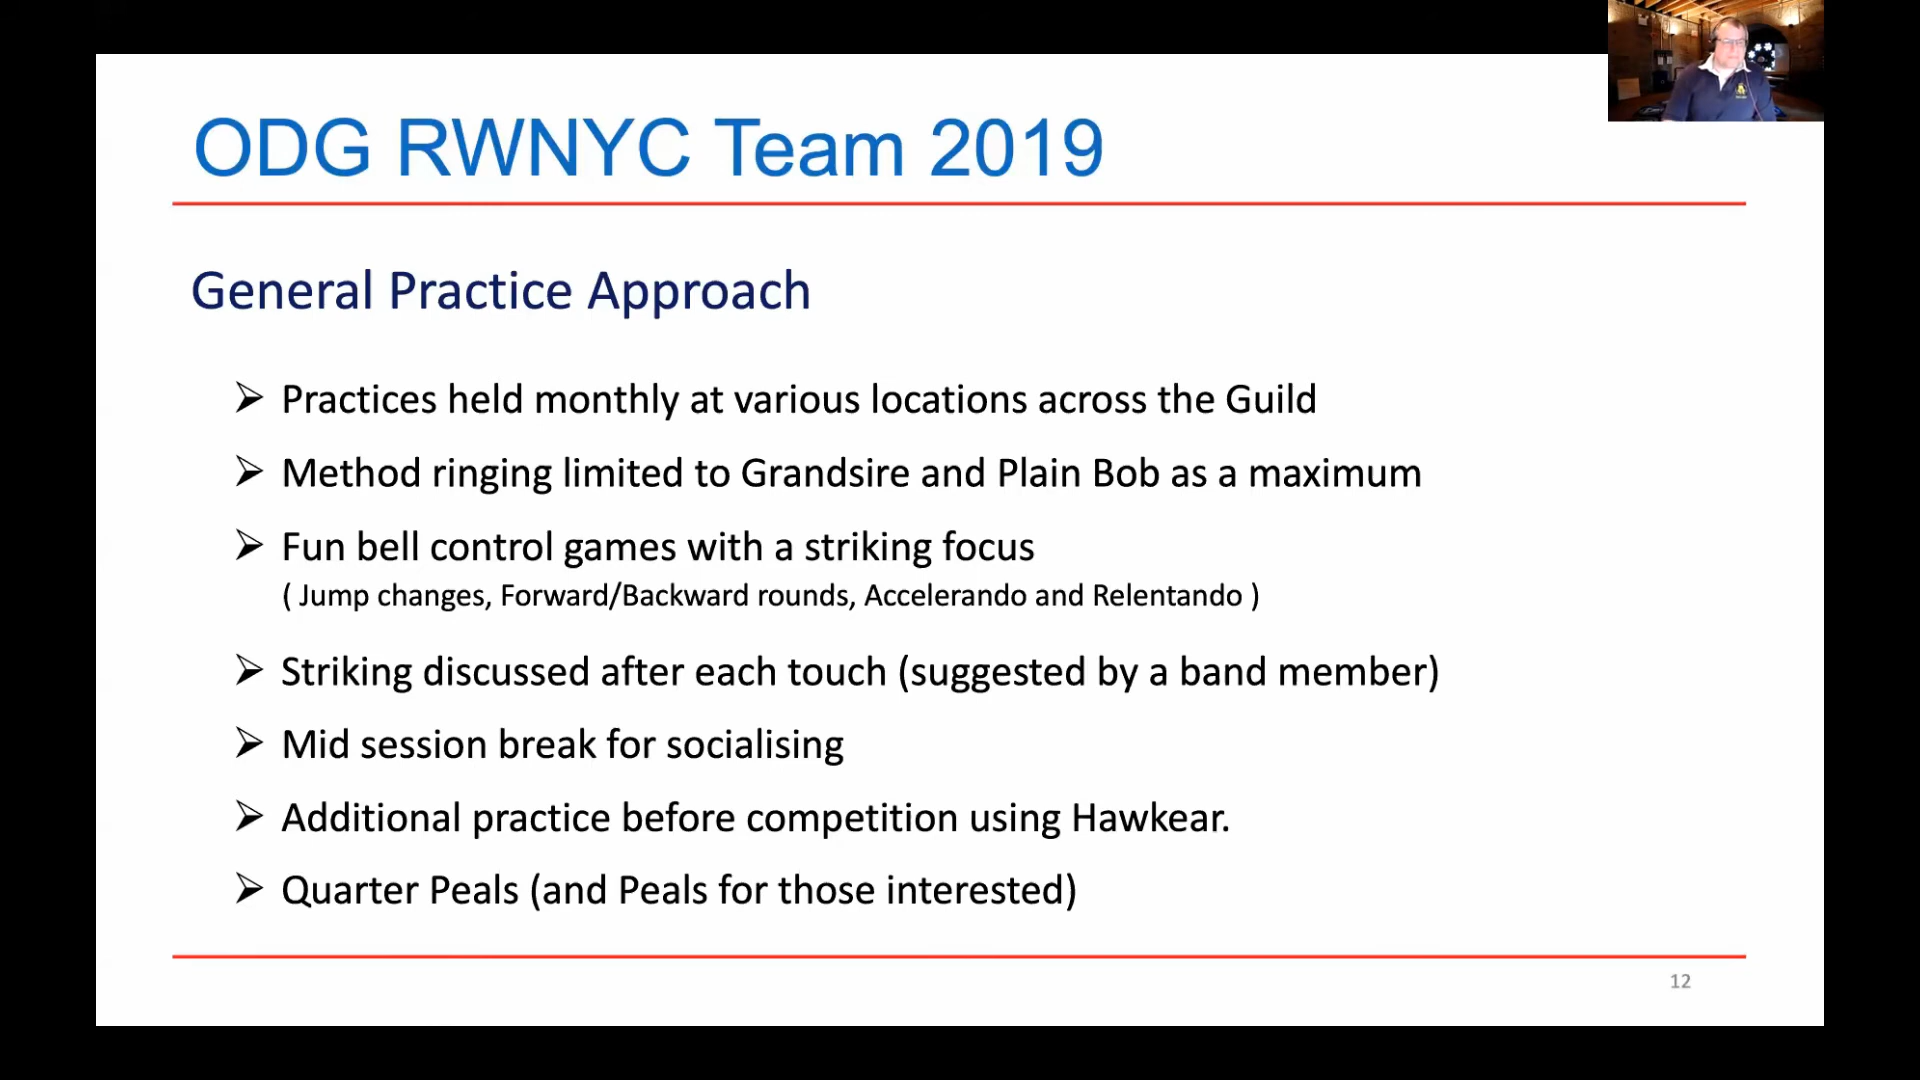 ODG RWNYC Team 2019
General Practice Approach
Practices held monthly at various locations across the Guild
Method ringing limited to Grandsire and Plain Bob as a maximum
Fun bell control games with a striking focus
( Jump changes, Forward/Backward rounds, Accelerando and Relentando )
Striking discussed after each touch (suggested by a band member)
Mid session break for socialising
Additional practice before competition using Hawkear.
Quarter Peals (and Peals for those interested)
12